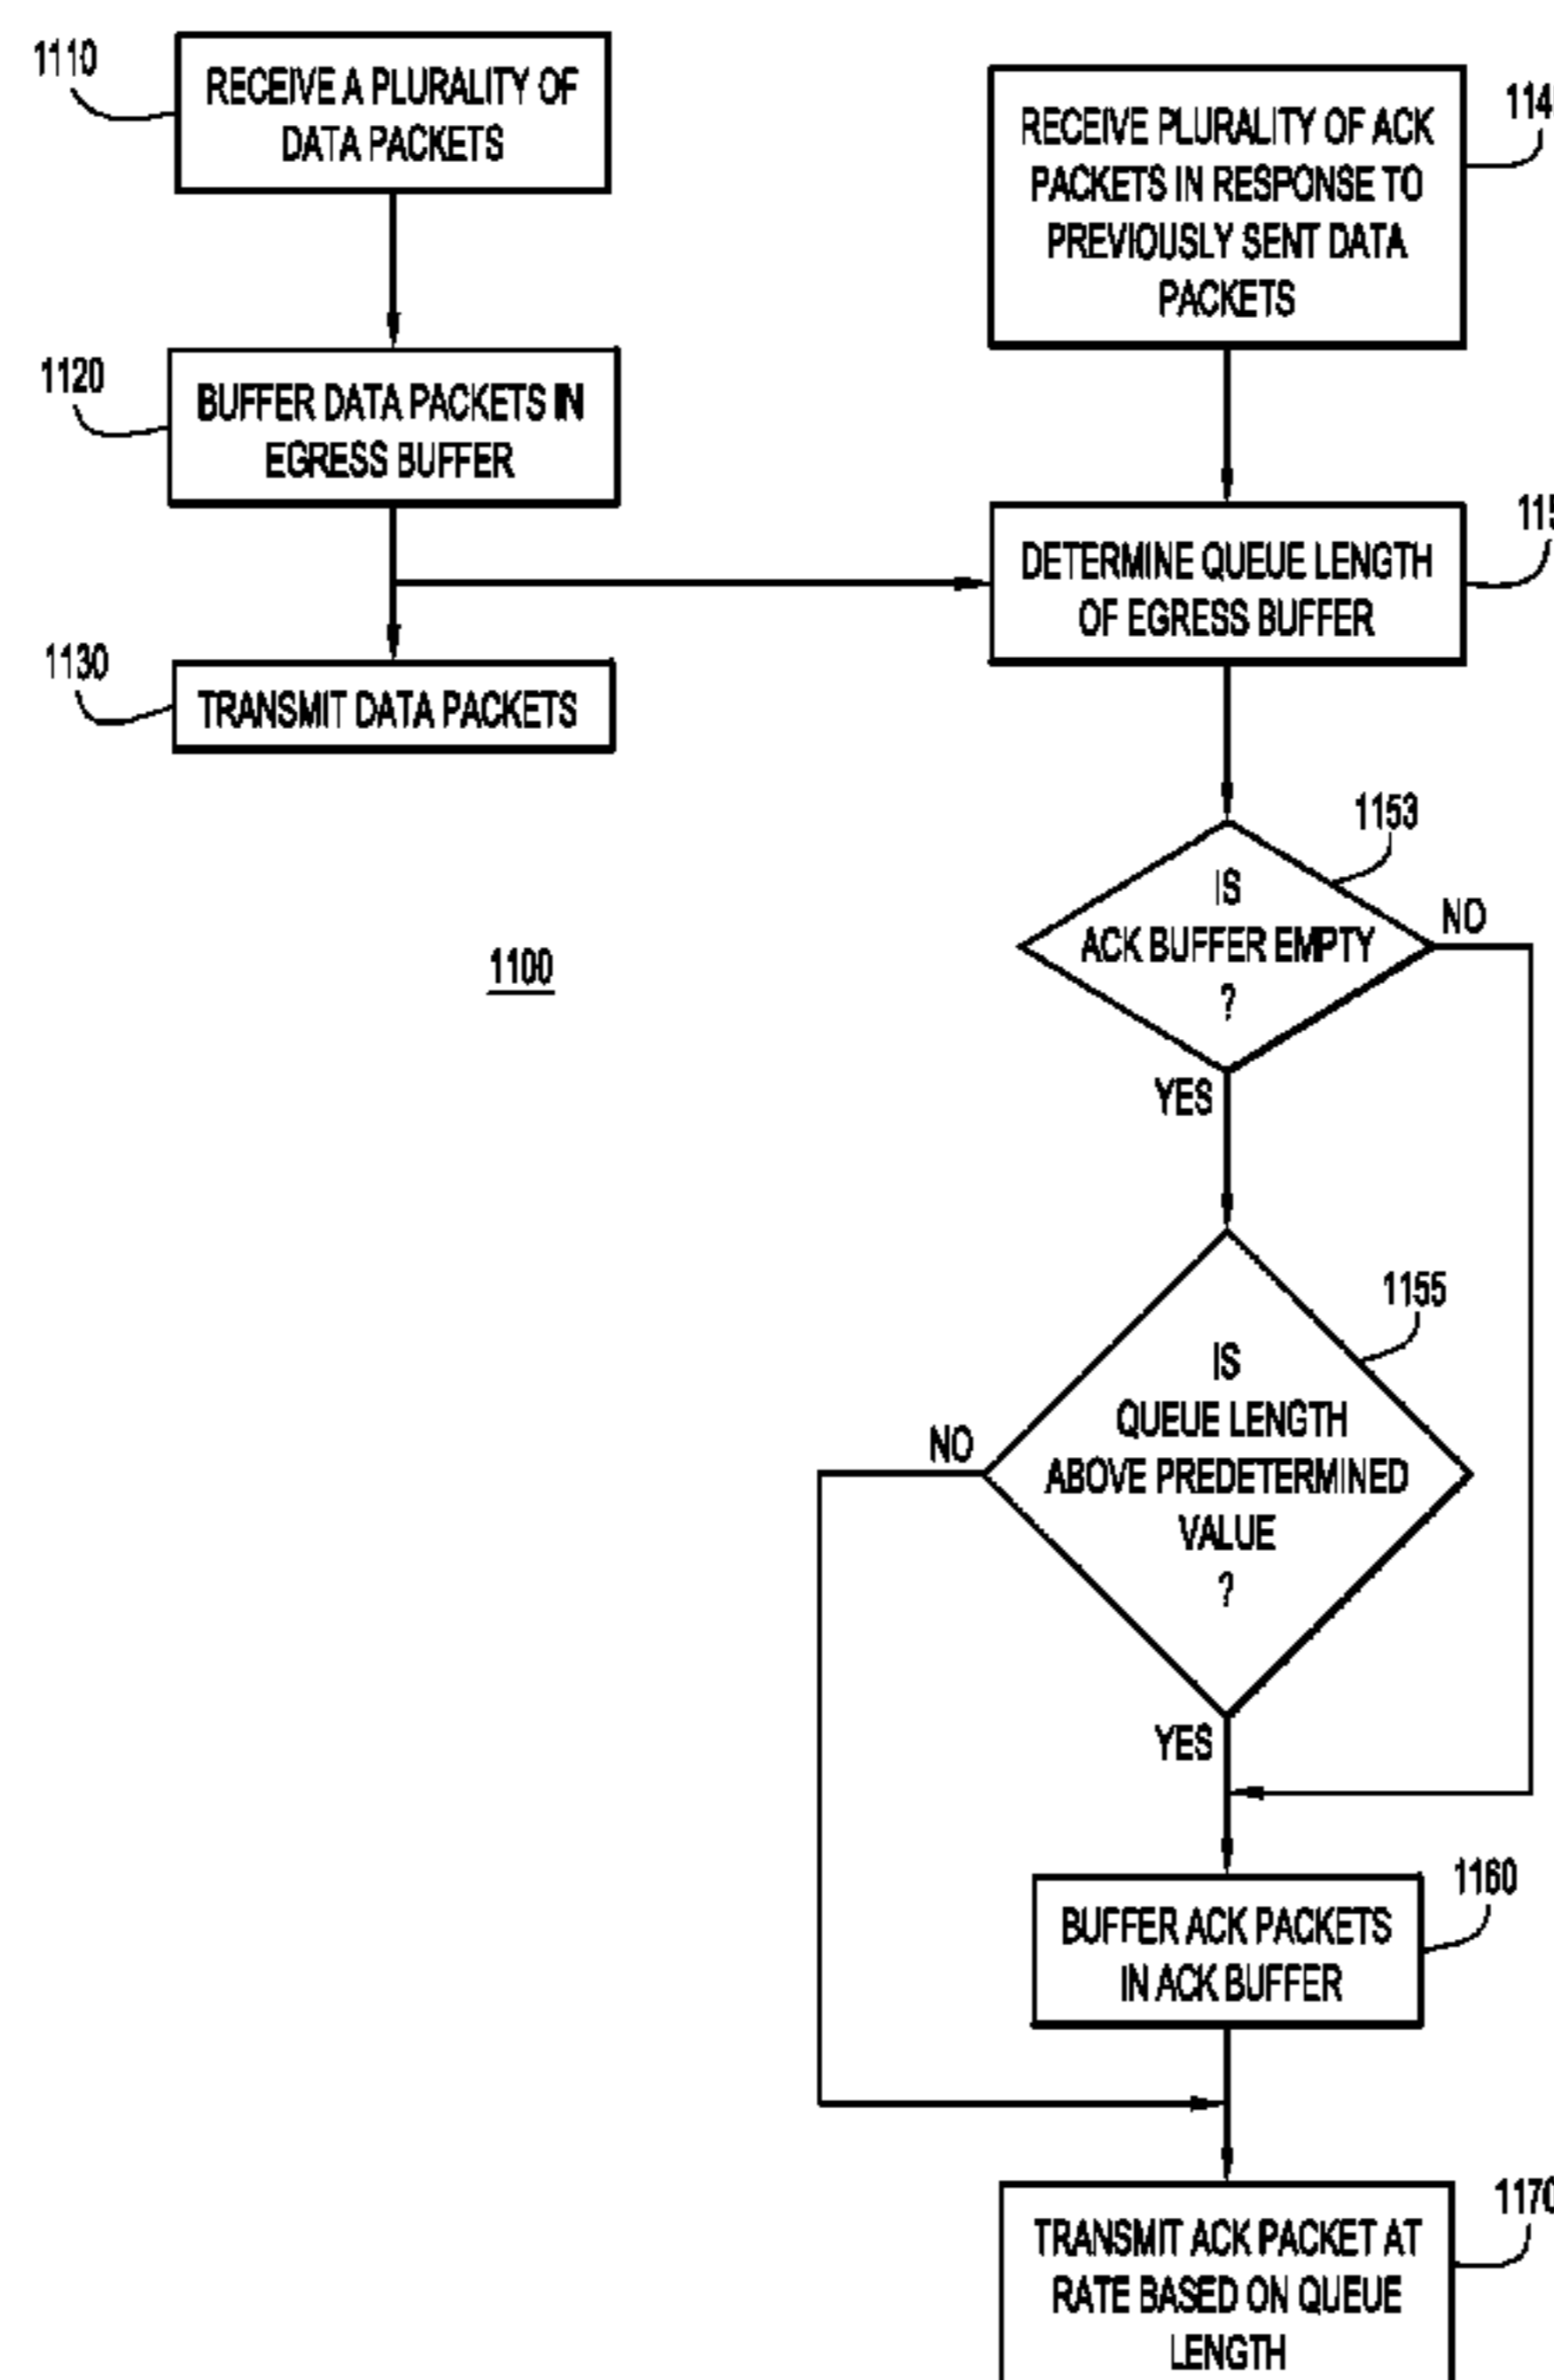 1110
RECEIVE A PLURALITY OF
DATA PACKETS
1120
BUFFER DATA PACKETS IN
EGRESS BUFFER
1130
TRANSMIT DATA PACKETS
1100
114
RECEIVE PLURALITY OF ACK
PACKETS IN RESPONSE TO
PREVIOUSLY SENT DATA
PACKETS
115
DETERMINE QUEUE LENGTH
OF EGRESS BUFFER
1153
IS
ACK BUFFER EMPTY
?
NO
YES
1155
IS
QUEUE LENGTH
ABOVE PREDETERMINED
VALUE
?
NO
YES
1160
BUFFER ACK PACKETS
IN ACK BUFFER
1170
TRANSMIT ACK PACKET AT
RATE BASED ON QUEUE
LENGTH